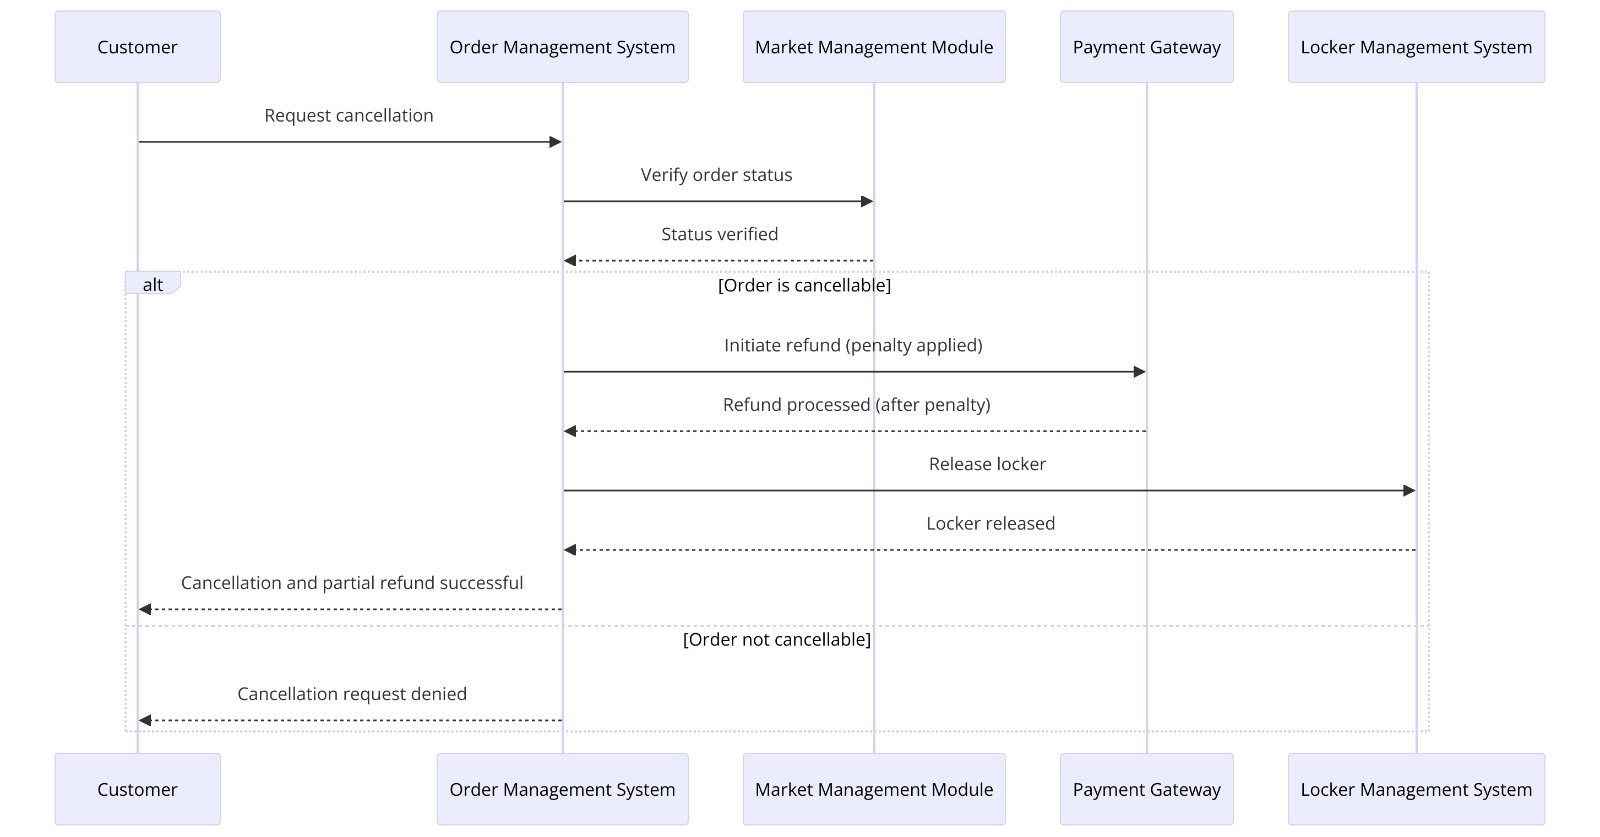 Customer
Order Management System
Market Management Module
Payment Gateway
Locker Management System
Request cancellation
Verify order status
Status verified
alt
[Order is cancellable]
Initiate refund (penalty applied)
Refund processed (after penalty)
Release locker
Locker released
Cancellation and partial refund successful
[Order not cancellable]
Cancellation request denied
Customer
Order Management System
Market Management Module
Payment Gateway
Locker Management System